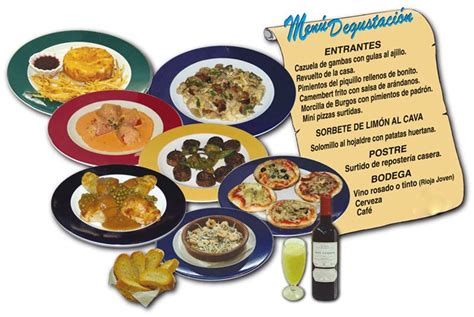 Menú Degustación
ENTRANTES
Cazuela de gambas con gulas al ajillo.
Revuelto de la casa.
Pimientos del piquillo rellenos de bonito.
Camembert frito con salsa de arándanos.
Morcilla de Burgos con pimientos de padrón.
Mini pizzas surtidas.
SORBETE DE LIMÓN AL CAVA
Solomillo al hojaldre con patatas huertana.
POSTRE
Surtido de repostería casera.
BODEGA
Vino rosado o tinto (Rioja Joven)
Cerveza
Café